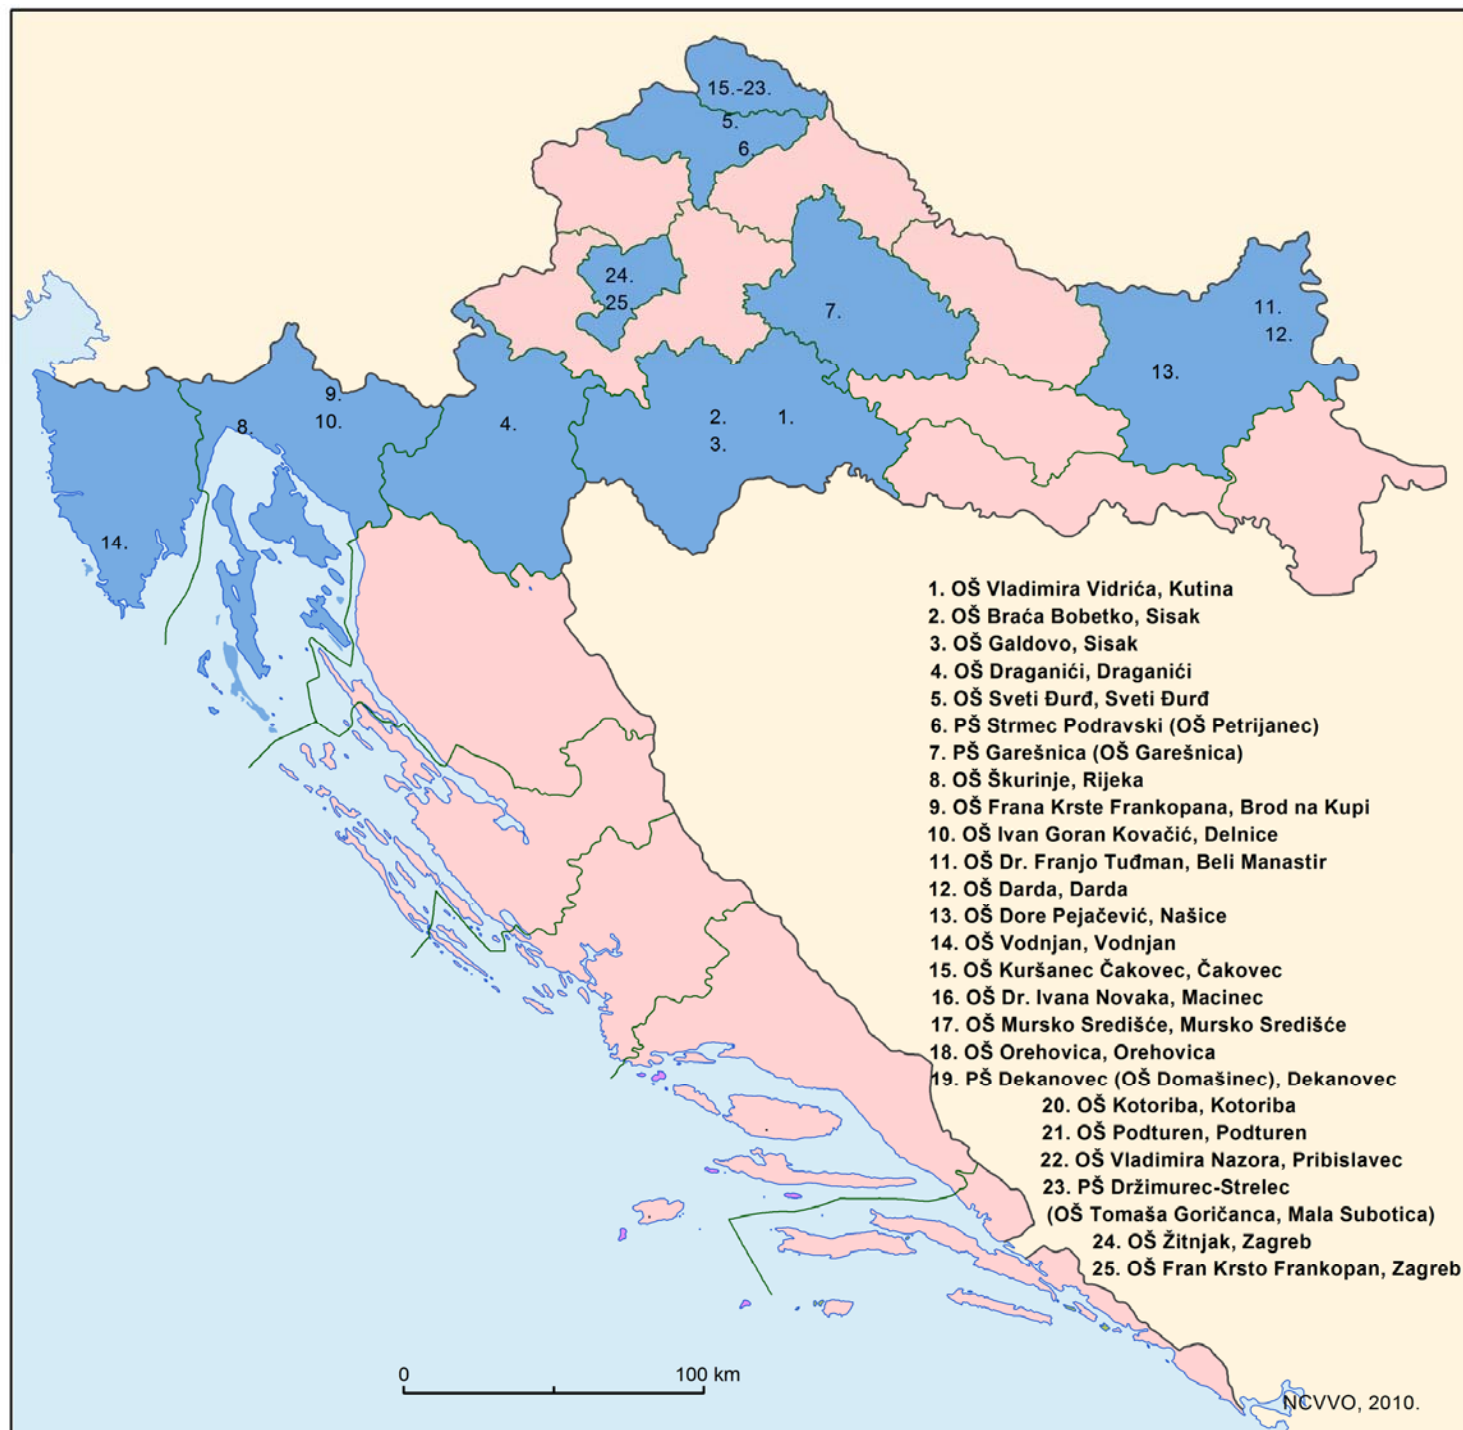 15.-23.
5.
6.
24.
25.
7.
11.
12.
13.
9.
10.
8.
4.
2.
1.
3.
14.
1. OŠ Vladimira Vidrića, Kutina
2. OŠ Braća Bobetko, Sisak
3. OŠ Galdovo, Sisak
4. OŠ Draganići, Draganići
5. OŠ Sveti Đurđ, Sveti Đurđ
6. PŠ Strmec Podravski (OŠ Petrijanec)
7. PŠ Garešnica (OŠ Garešnica)
8. OŠ Škurinje, Rijeka
9. OŠ Frana Krste Frankopana, Brod na Kupi
10. OŠ Ivan Goran Kovačić, Delnice
11. OŠ Dr. Franjo Tuđman, Beli Manastir
12. OŠ Darda, Darda
13. OŠ Dore Pejačević, Našice
14. OŠ Vodnjan, Vodnjan
15. OŠ Kuršanec Čakovec, Čakovec
16. OŠ Dr. Ivana Novaka, Macinec
17. OŠ Mursko Središće, Mursko Središće
18. OŠ Orehovica, Orehovica
19. PŠ Dekanovec (OŠ Domašinec), Dekanovec
20. OŠ Kotoriba, Kotoriba
21. OŠ Podturen, Podturen
22. OŠ Vladimira Nazora, Pribislavec
23. PŠ Držimurec-Strelec
(OŠ Tomaša Goričanca, Mala Subotica)
24. OŠ Žitnjak, Zagreb
25. OŠ Fran Krsto Frankopan, Zagreb
0 100 km
NCVVO, 2010.